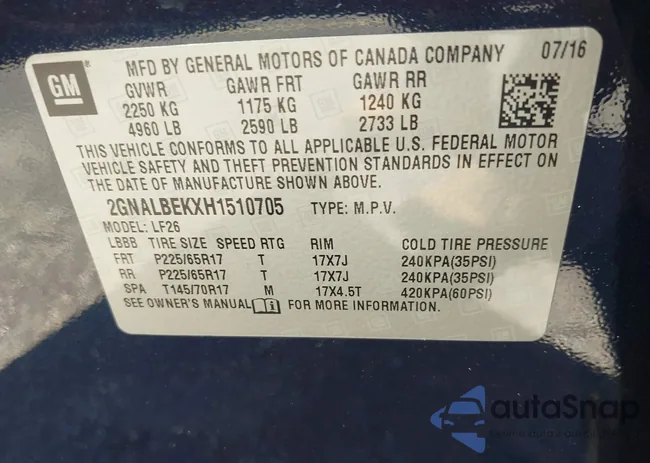 GM
MFD BY GENERAL MOTORS OF CANADA COMPANY 07/16
GVWR GAWR FRT GAWR RR
2250 KG 1175 KG 1240 KG
4960 LB 2590 LB 2733 LB
THIS VEHICLE CONFORMS TO ALL APPLICABLE U.S. FEDERAL MOTOR
VEHICLE SAFETY AND THEFT PREVENTION STANDARDS IN EFFECT ON
THE DATE OF MANUFACTURE SHOWN ABOVE.
2GNALBEKXH1510705 TYPE: M.P.V.
MODEL: LF26
LBBB TIRE SIZE SPEED RTG RIM COLD TIRE PRESSURE
FRT P225/65R17 T 17X7J 240KPA(35PSI)
RR P225/65R17 T 17X7J 240KPA(35PSI)
SPA T145/70R17 M 17X4.5T 420KPA(60PSI)
SEE OWNER'S MANUAL
autoSnap